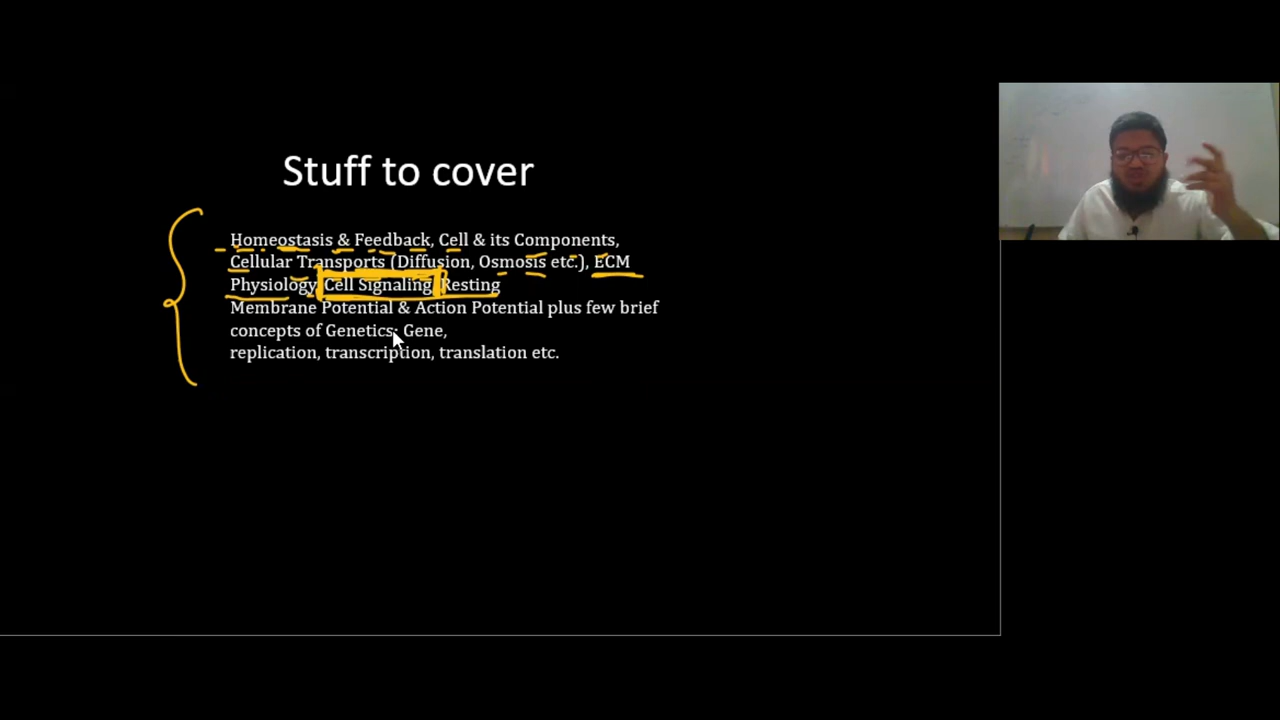 Stuff to cover
Homeostasis & Feedback, Cell & its Components,
Cellular Transports (Diffusion, Osmosis etc.), ECM
Physiology, Cell Signaling, Resting
Membrane Potential & Action Potential plus few brief
concepts of Genetics: Gene,
replication, transcription, translation etc.